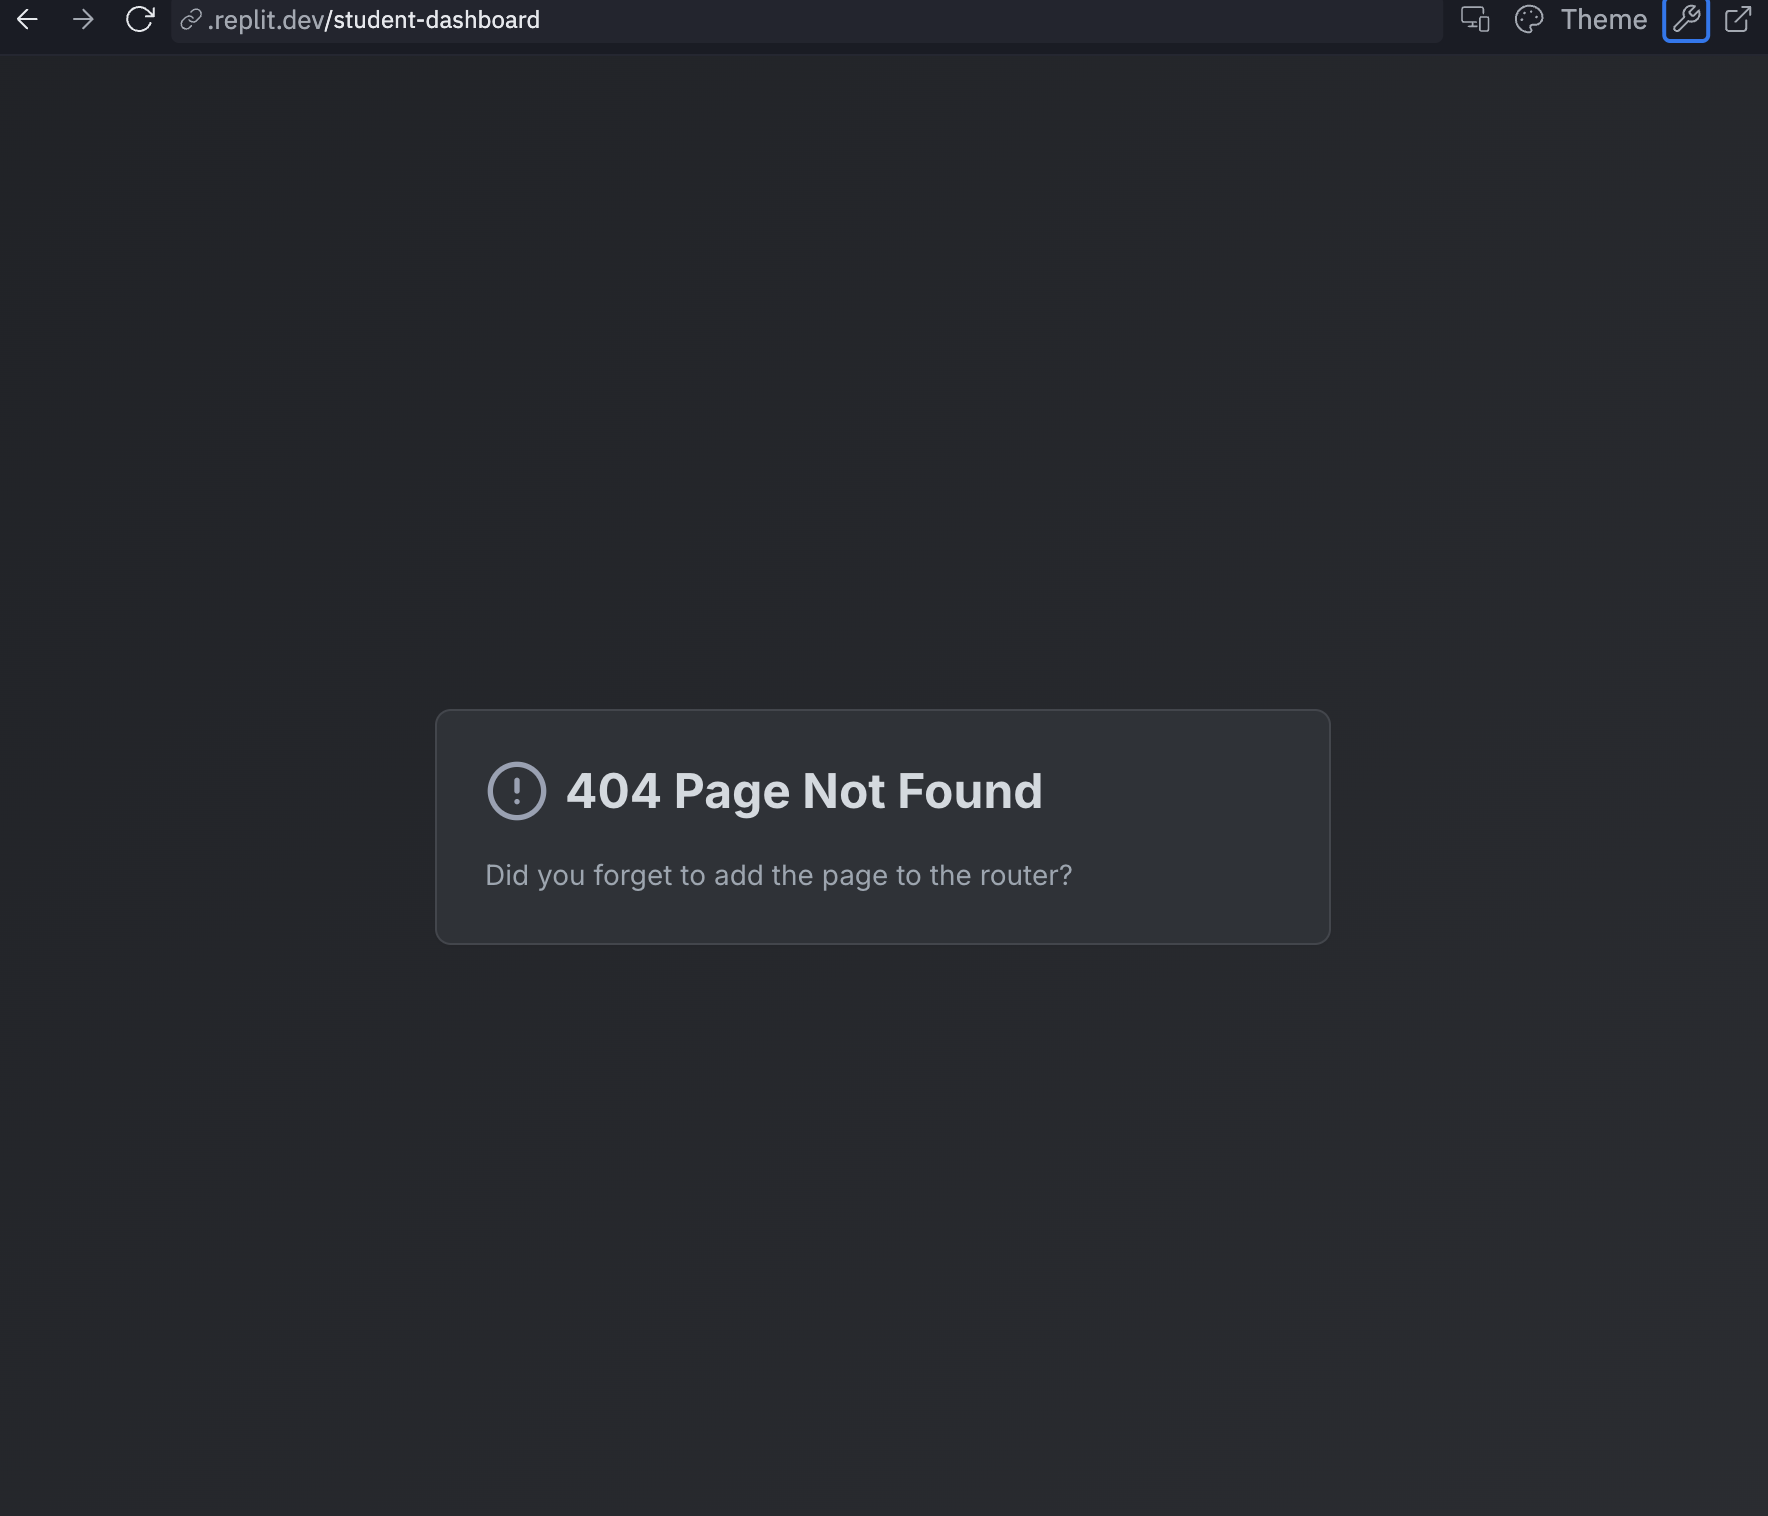 .replit.dev/student-dashboard
Theme
404 Page Not Found
Did you forget to add the page to the router?